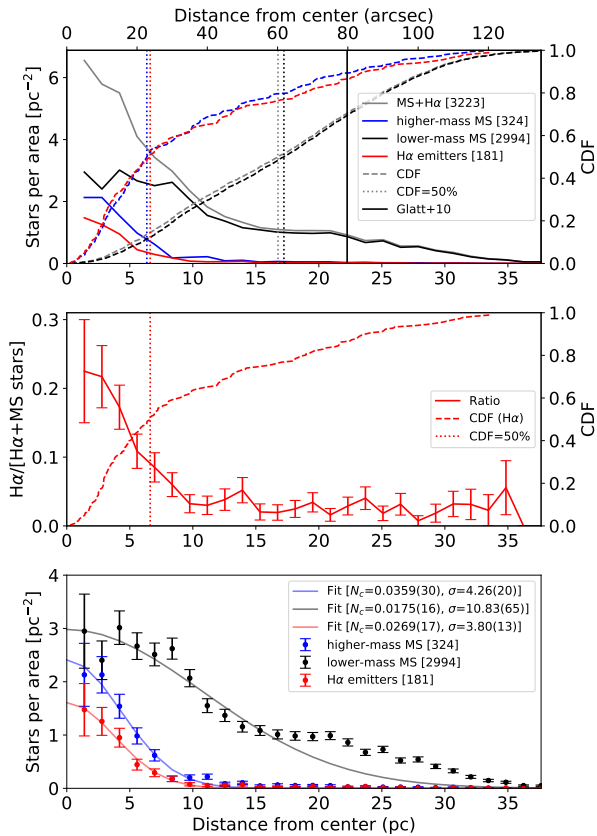 Distance from center (arcsec)
0 20 40 60 80 100 120
Stars per area [pc⁻²]
6
4
2
0
1.0
0.8
0.6
0.4
0.2
0.0
CDF
MS+Hα [3223]
higher-mass MS [324]
lower-mass MS [2994]
Hα emitters [181]
CDF
CDF=50%
Glatt+10
0 5 10 15 20 25 30 35
Hα/[Hα+MS stars]
0.3
0.2
0.1
0.0
1.0
0.8
0.6
0.4
0.2
0.0
CDF
Ratio
CDF (Hα)
CDF=50%
0 5 10 15 20 25 30 35
Stars per area [pc⁻²]
4
3
2
1
0
Fit [N_c=0.0359(30), σ=4.26(20)]
Fit [N_c=0.0175(16), σ=10.83(65)]
Fit [N_c=0.0269(17), σ=3.80(13)]
higher-mass MS [324]
lower-mass MS [2994]
Hα emitters [181]
0 5 10 15 20 25 30 35
Distance from center (pc)